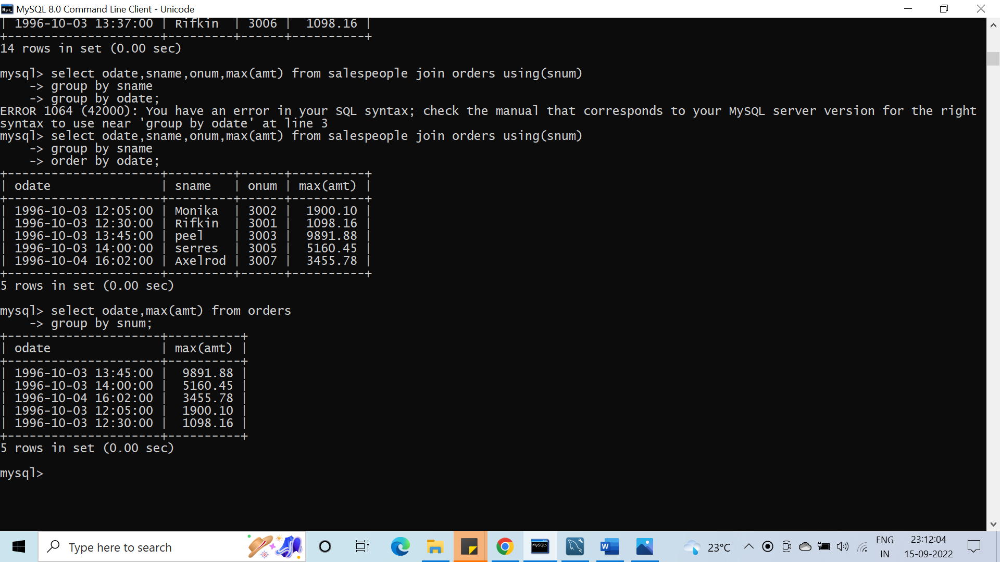 MySQL 8.0 Command Line Client - Unicode
| 1996-10-03 13:37:00 | Rifkin  | 3006 |  1098.16 |
+---------------------+---------+------+----------+
14 rows in set (0.00 sec)
mysql> select odate,sname,onum,max(amt) from salespeople join orders using(snum)
    -> group by sname
    -> group by odate;
ERROR 1064 (42000): You have an error in your SQL syntax; check the manual that corresponds to your MySQL server version for the right
syntax to use near 'group by odate' at line 3
mysql> select odate,sname,onum,max(amt) from salespeople join orders using(snum)
    -> group by sname
    -> order by odate;
+---------------------+---------+------+----------+
| odate               | sname   | onum | max(amt) |
+---------------------+---------+------+----------+
| 1996-10-03 12:05:00 | Monika  | 3002 |  1900.10 |
| 1996-10-03 12:30:00 | Rifkin  | 3001 |  1098.16 |
| 1996-10-03 13:45:00 | peel    | 3003 |  9891.88 |
| 1996-10-03 14:00:00 | serres  | 3005 |  5160.45 |
| 1996-10-04 16:02:00 | Axelrod | 3007 |  3455.78 |
+---------------------+---------+------+----------+
5 rows in set (0.00 sec)
mysql> select odate,max(amt) from orders
    -> group by snum;
+---------------------+----------+
| odate               | max(amt) |
+---------------------+----------+
| 1996-10-03 13:45:00 |  9891.88 |
| 1996-10-03 14:00:00 |  5160.45 |
| 1996-10-04 16:02:00 |  3455.78 |
| 1996-10-03 12:05:00 |  1900.10 |
| 1996-10-03 12:30:00 |  1098.16 |
+---------------------+----------+
5 rows in set (0.00 sec)
mysql>
Type here to search
23°C
ENG
IN
23:12:04
15-09-2022